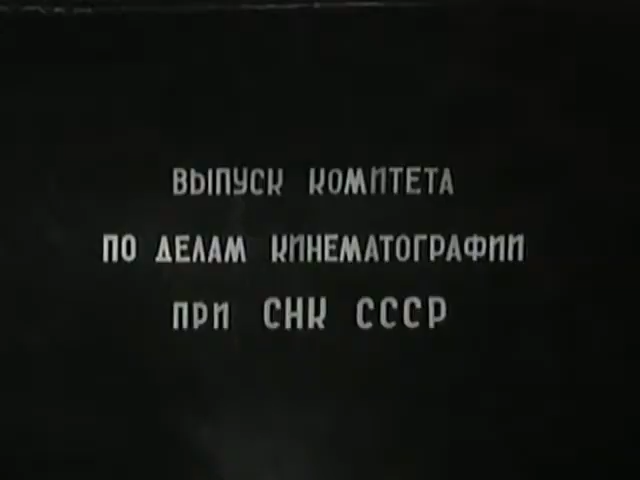 ВЫПУСК КОМИТЕТА
ПО ДЕЛАМ КИНЕМАТОГРАФИИ
ПРИ СНК СССР